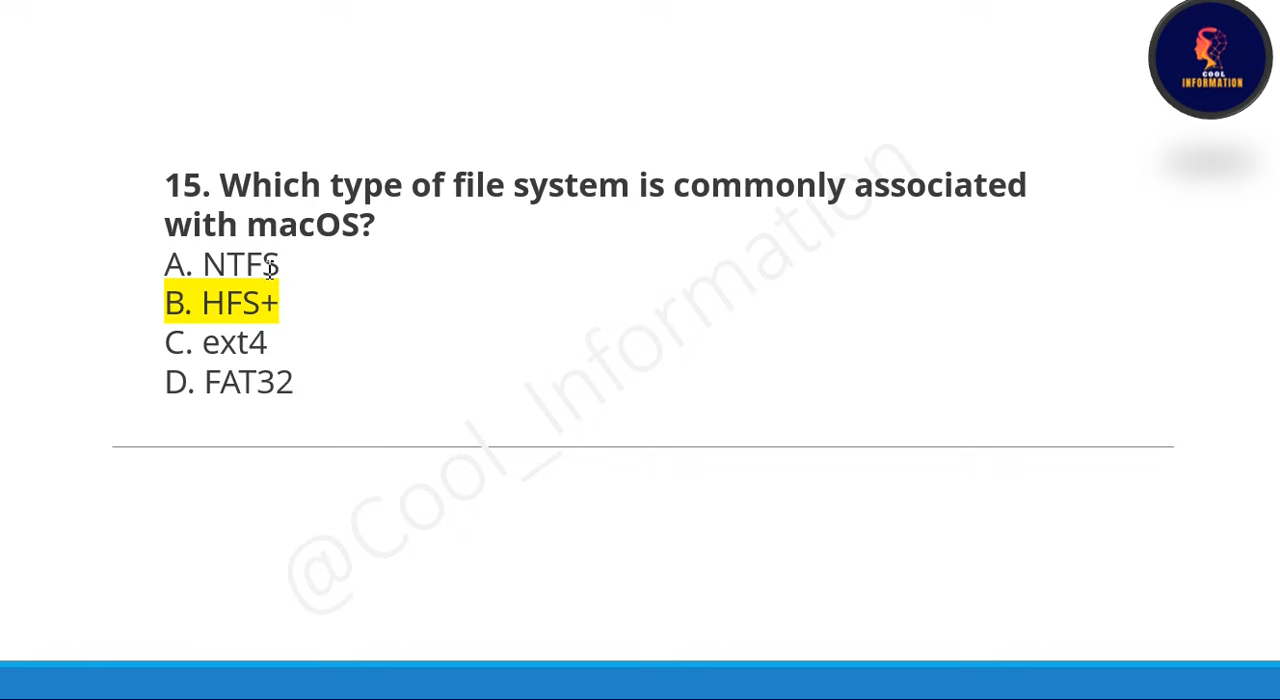 COOL
INFORMATION
15. Which type of file system is commonly associated
with macOS?
A. NTFS
B. HFS+
C. ext4
D. FAT32
@Cool_Information